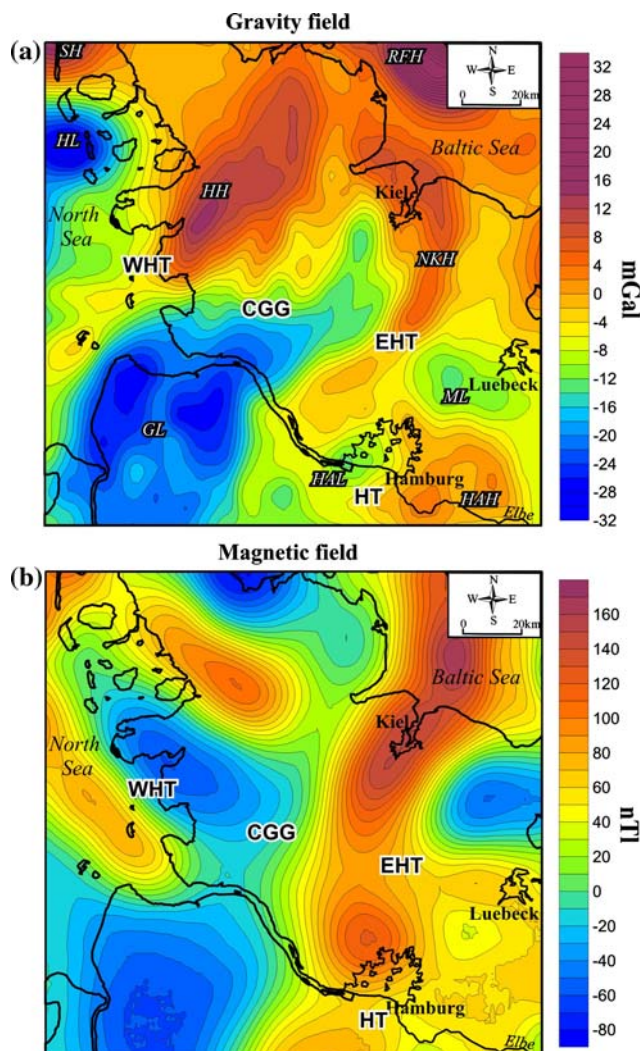 Gravity field
(a)
SH
RFH
N
W E
S
0 20km
HL
Baltic Sea
Kiel
HH
North
Sea
NKH
WHT
CGG
EHT
Luebeck
ML
GL
HAL
Hamburg
HT
HAH
Elbe
32
28
24
20
16
12
8
4
0
-4
-8
-12
-16
-20
-24
-28
-32
mGal
Magnetic field
(b)
N
W E
S
0 20km
Baltic Sea
Kiel
North
Sea
WHT
CGG
EHT
Luebeck
Hamburg
HT
Elbe
160
140
120
100
80
60
40
20
0
-20
-40
-60
-80
nTl